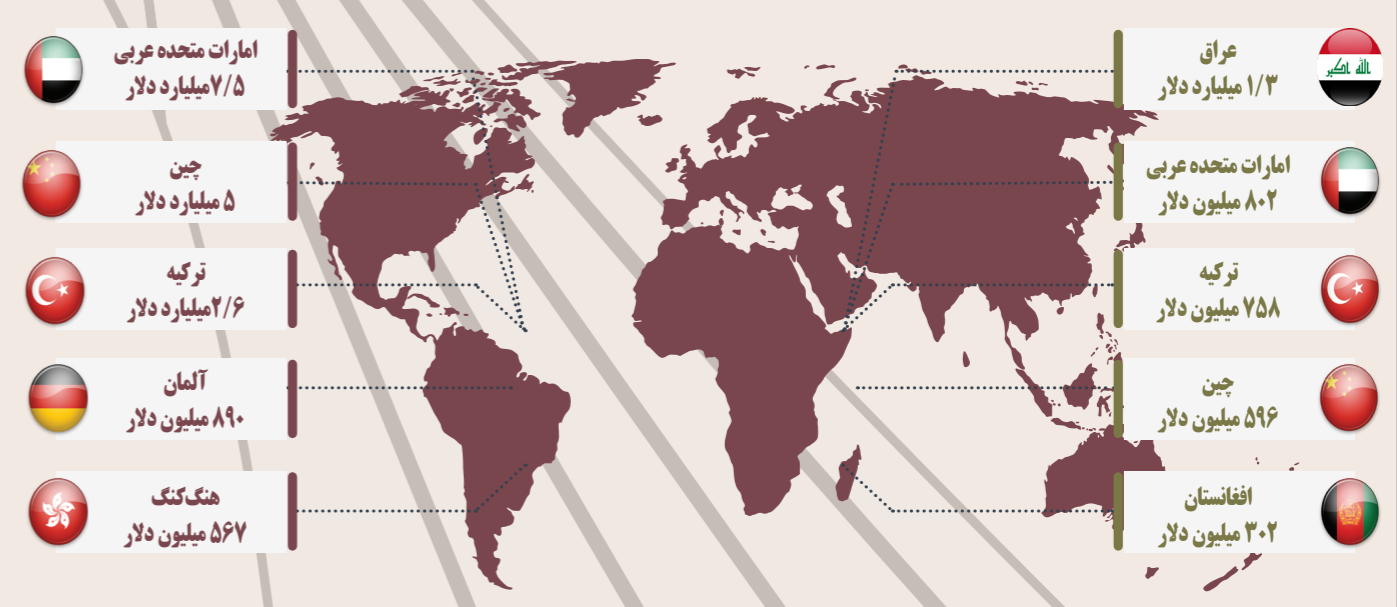 عراق
۱/۳ میلیارد دلار
امارات متحده عربی
۸۰۲ میلیون دلار
ترکیه
۷۵۸ میلیون دلار
چین
۵۹۶ میلیون دلار
افغانستان
۳۰۲ میلیون دلار
امارات متحده عربی
۷/۵میلیارد دلار
چین
۵ میلیارد دلار
ترکیه
۲/۶میلیارد دلار
آلمان
۸۹۰ میلیون دلار
هنگ‌کنگ
۵۶۷ میلیون دلار
الله اكبر